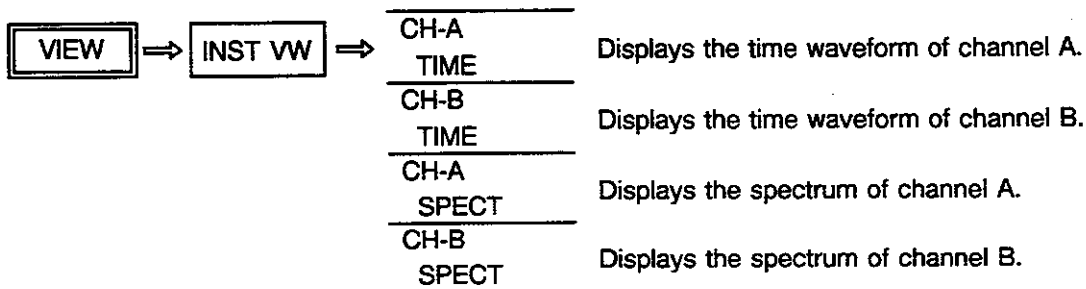 VIEW ⇒ INST VW ⇒
CH-A
TIME
Displays the time waveform of channel A.
CH-B
TIME
Displays the time waveform of channel B.
CH-A
SPECT
Displays the spectrum of channel A.
CH-B
SPECT
Displays the spectrum of channel B.